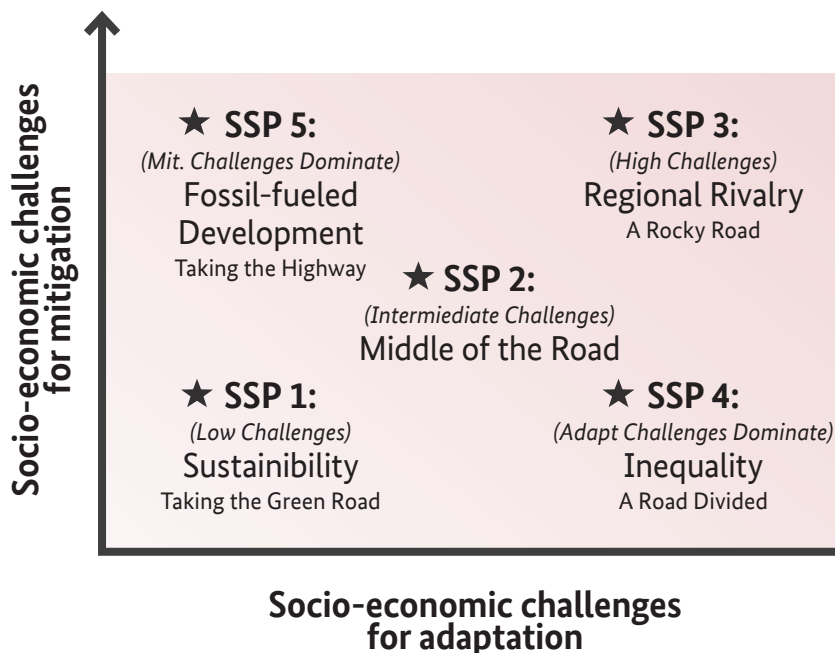 Socio-economic challenges
for mitigation
SSP 5:
(Mit. Challenges Dominate)
Fossil-fueled
Development
Taking the Highway
SSP 3:
(High Challenges)
Regional Rivalry
A Rocky Road
SSP 2:
(Intermiediate Challenges)
Middle of the Road
SSP 1:
(Low Challenges)
Sustainibility
Taking the Green Road
SSP 4:
(Adapt Challenges Dominate)
Inequality
A Road Divided
Socio-economic challenges
for adaptation